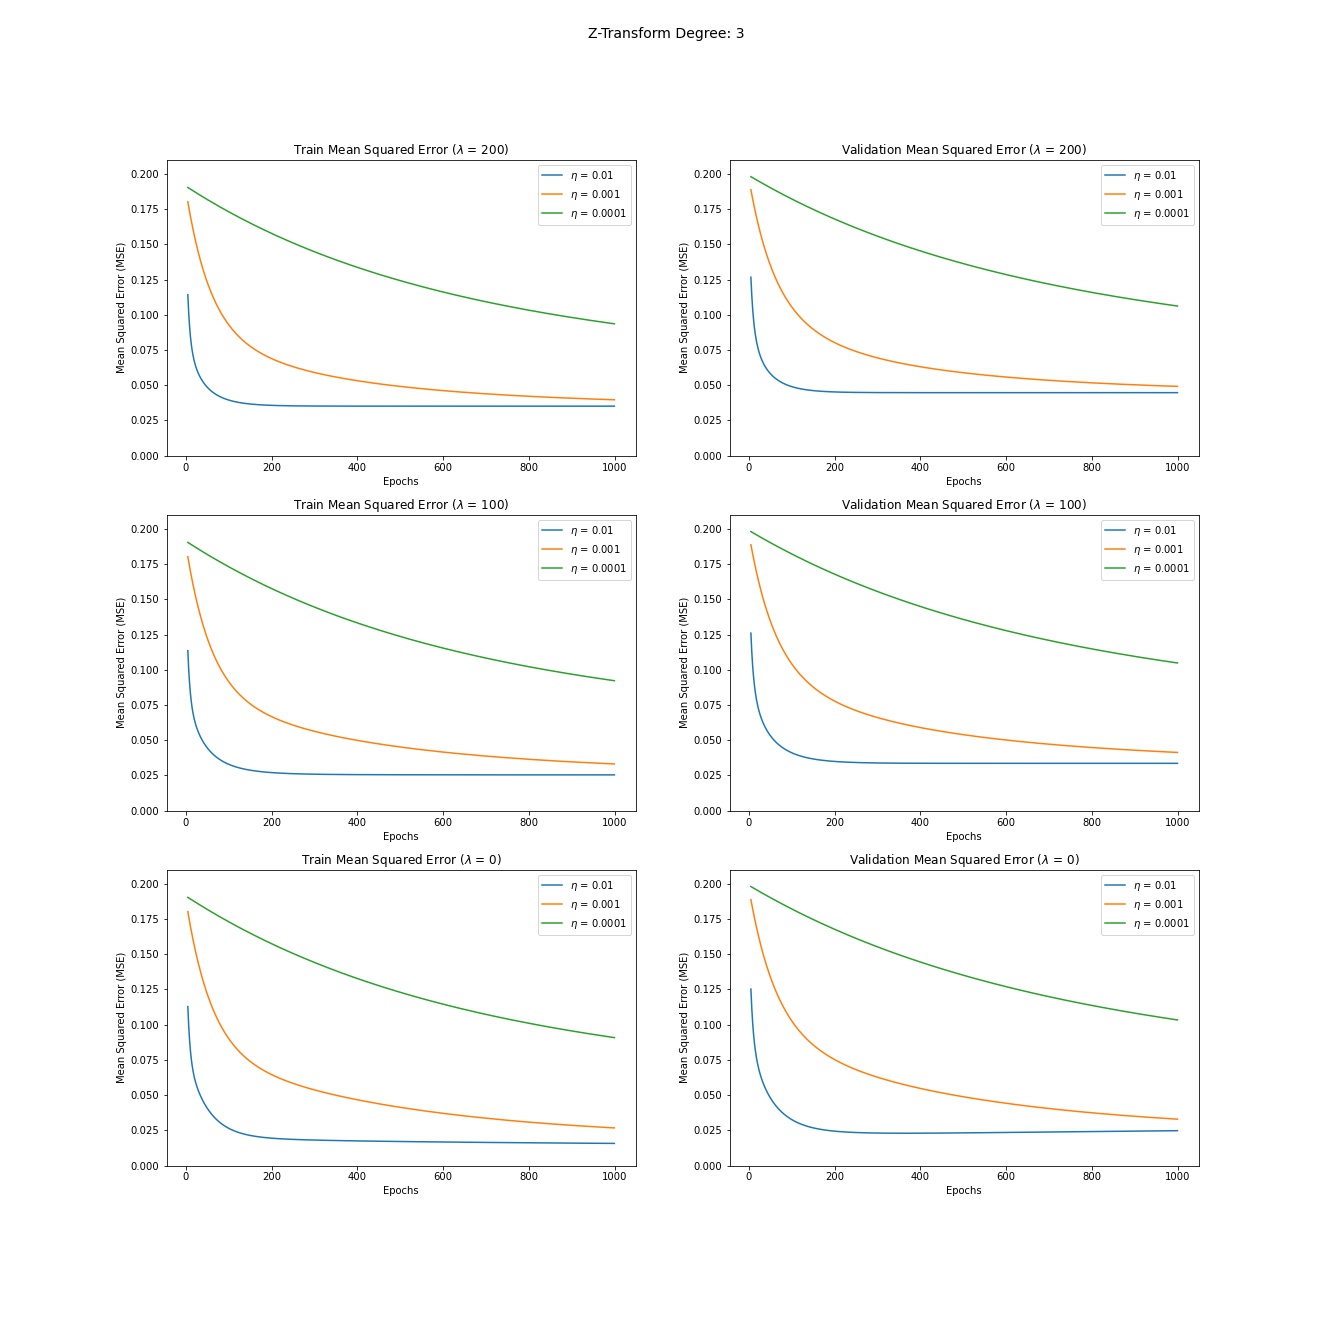 Z-Transform Degree: 3
Train Mean Squared Error (λ = 200)
Mean Squared Error (MSE)
0.200
0.175
0.150
0.125
0.100
0.075
0.050
0.025
0.000
η = 0.01
η = 0.001
η = 0.0001
0 200 400 600 800 1000
Epochs
Validation Mean Squared Error (λ = 200)
Mean Squared Error (MSE)
0.200
0.175
0.150
0.125
0.100
0.075
0.050
0.025
0.000
η = 0.01
η = 0.001
η = 0.0001
0 200 400 600 800 1000
Epochs
Train Mean Squared Error (λ = 100)
Mean Squared Error (MSE)
0.200
0.175
0.150
0.125
0.100
0.075
0.050
0.025
0.000
η = 0.01
η = 0.001
η = 0.0001
0 200 400 600 800 1000
Epochs
Validation Mean Squared Error (λ = 100)
Mean Squared Error (MSE)
0.200
0.175
0.150
0.125
0.100
0.075
0.050
0.025
0.000
η = 0.01
η = 0.001
η = 0.0001
0 200 400 600 800 1000
Epochs
Train Mean Squared Error (λ = 0)
Mean Squared Error (MSE)
0.200
0.175
0.150
0.125
0.100
0.075
0.050
0.025
0.000
η = 0.01
η = 0.001
η = 0.0001
0 200 400 600 800 1000
Epochs
Validation Mean Squared Error (λ = 0)
Mean Squared Error (MSE)
0.200
0.175
0.150
0.125
0.100
0.075
0.050
0.025
0.000
η = 0.01
η = 0.001
η = 0.0001
0 200 400 600 800 1000
Epochs